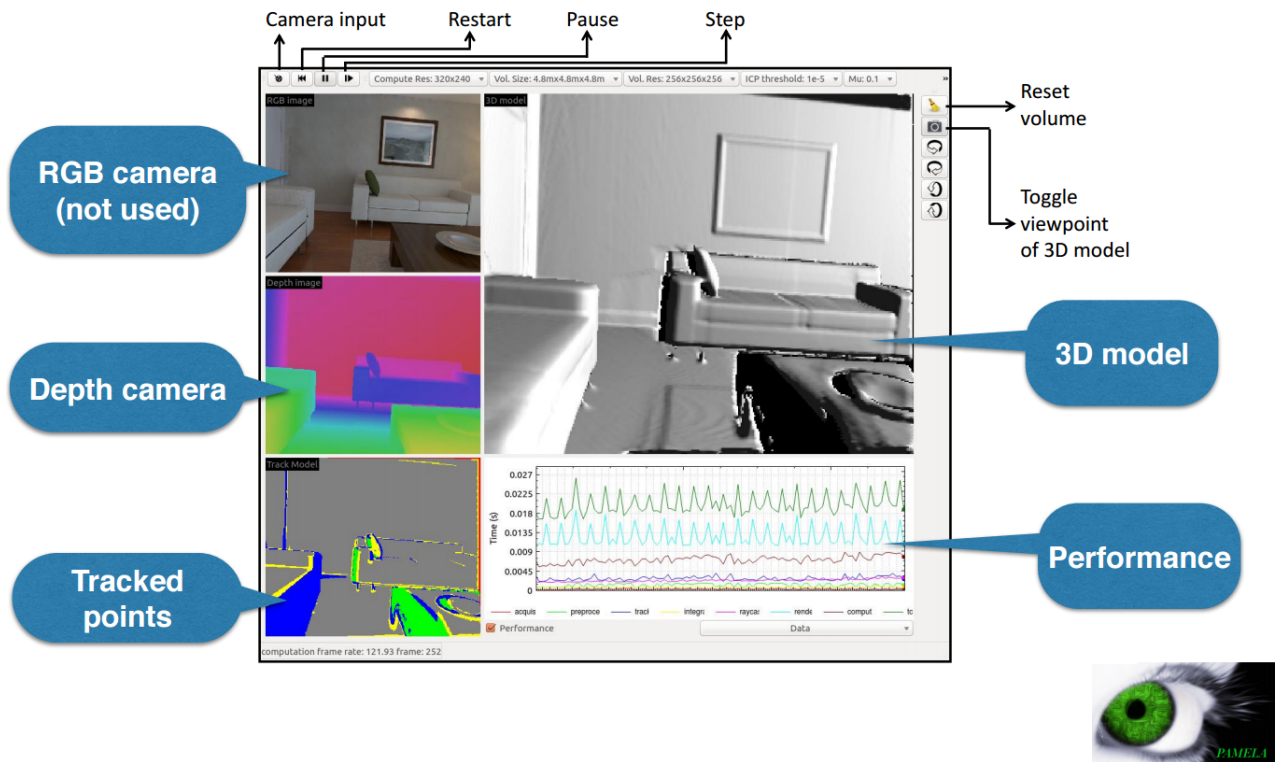 Camera input
Restart
Pause
Step
Compute Res: 320x240
Vol. Size: 4.8mx4.8mx4.8m
Vol. Res: 256x256x256
ICP threshold: 1e-5
Mu: 0.1
»
RGB image
3D model
Reset
volume
RGB camera
(not used)
Toggle
viewpoint
of 3D model
Depth image
3D model
Depth camera
Track Model
0.027
0.0225
0.018
0.0135
0.009
0.0045
0
Time (s)
Performance
Tracked
points
acquis
preproce
tracl
integra
raycas
rende
comput
tc
Performance
Data
computation frame rate: 121.93 frame: 252
PAMELA